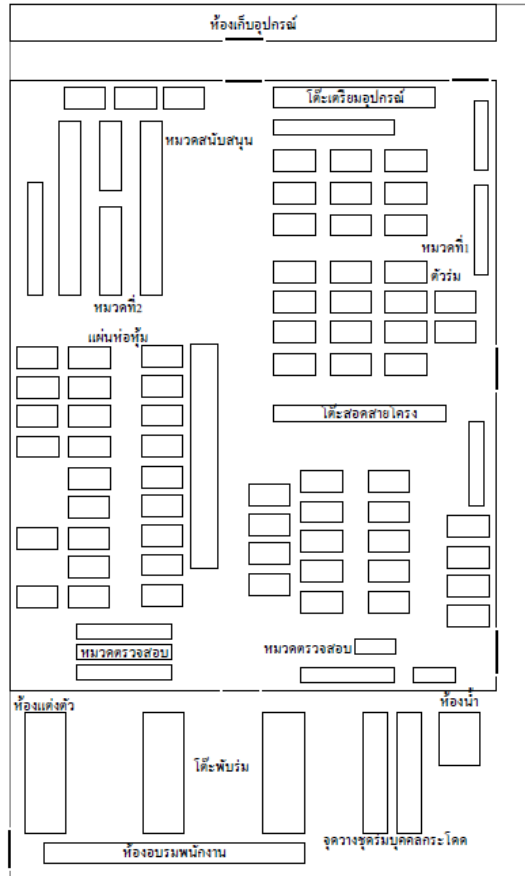 ห้องเก็บอุปกรณ์
โต๊ะเตรียมอุปกรณ์
หมวดสนับสนุน
หมวดที่1
ตัวร่ม
หมวดที่2
แผ่นห่อหุ้ม
โต๊ะสอดสายโครง
หมวดตรวจสอบ
หมวดตรวจสอบ
ห้องแต่งตัว
ห้องน้ำ
โต๊ะพับร่ม
จุดวางชุดร่มบุคคลกระโดด
ห้องอบรมพนักงาน